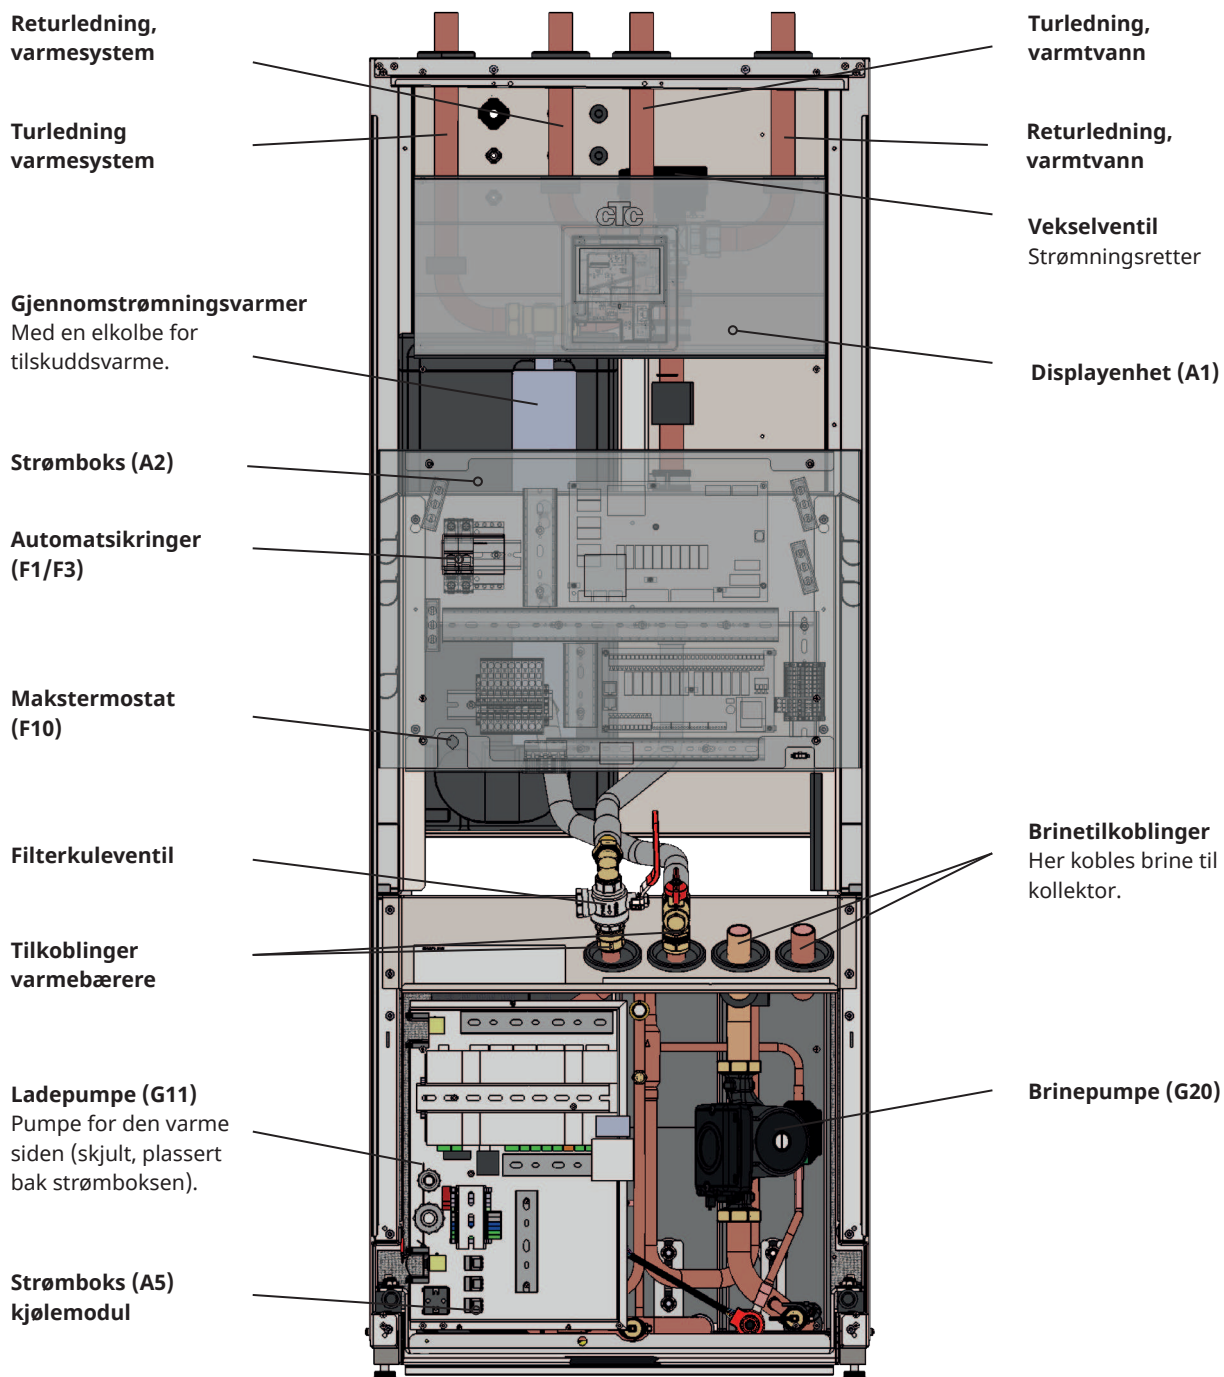 Returledning,
varmesystem
Turledning
varmesystem
Gjennomstrømningsvarmer
Med en elkolbe for
tilskuddsvarme.
Strømboks (A2)
Automatsikringer
(F1/F3)
Makstermostat
(F10)
Filterkuleventil
Tilkoblinger
varmebærere
Ladepumpe (G11)
Pumpe for den varme
siden (skjult, plassert
bak strømboksen).
Strømboks (A5)
kjølemodul
cTc
Turledning,
varmtvann
Returledning,
varmtvann
Vekselventil
Strømningsretter
Displayenhet (A1)
Brinetilkoblinger
Her kobles brine til
kollektor.
Brinepumpe (G20)